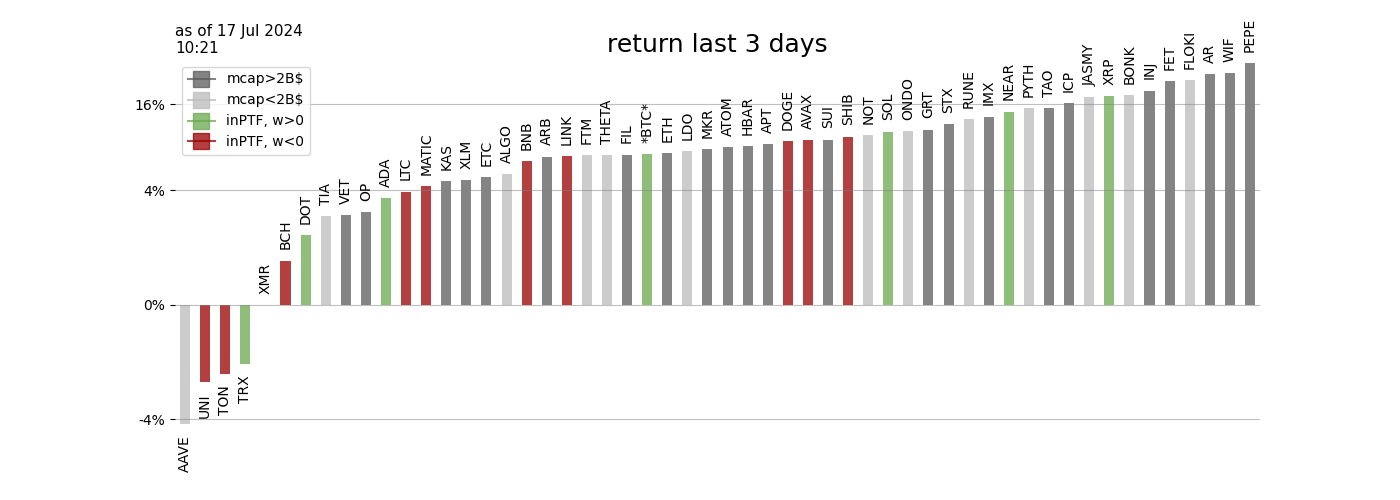 as of 17 Jul 2024
10:21
return last 3 days
mcap>2B$
mcap<2B$
inPTF, w>0
inPTF, w<0
16%
4%
0%
-4%
AAVE
UNI
TON
TRX
XMR
BCH
DOT
TIA
VET
OP
ADA
LTC
MATIC
KAS
XLM
ETC
ALGO
BNB
ARB
LINK
FTM
THETA
FIL
*BTC*
ETH
LDO
MKR
ATOM
HBAR
APT
DOGE
AVAX
SUI
SHIB
NOT
SOL
ONDO
GRT
STX
RUNE
IMX
NEAR
PYTH
TAO
ICP
JASMY
XRP
BONK
INJ
FET
FLOKI
AR
WIF
PEPE